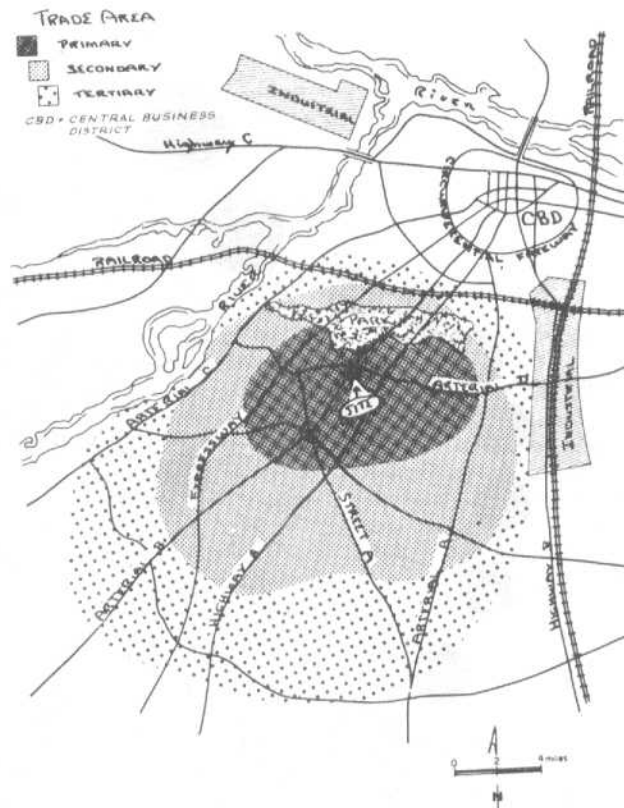 TRADE AREA
PRIMARY
SECONDARY
TERTIARY
CBD = CENTRAL BUSINESS
DISTRICT
INDUSTRIAL
RIVER
RAILROAD
Highway C
CIRCUMFERENTIAL FREEWAY
CBD
RAILROAD
RIVER
PARK
ARTERIAL C
ARTERIAL D
SITE
INDUSTRIAL
EXPRESSWAY
STREET
ARTERIAL A
ARTERIAL B
HIGHWAY A
HIGHWAY
0 2 4 miles
N